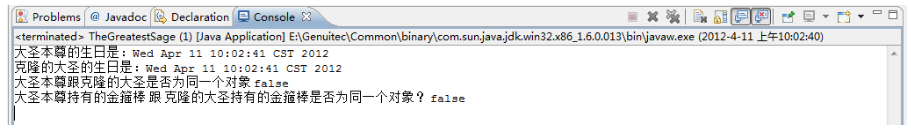 Problems @ Javadoc Declaration Console
<terminated> TheGreatestSage (1) [Java Application] E:\Genuitec\Common\binary\com.sun.java.jdk.win32.x86_1.6.0.013\bin\javaw.exe (2012-4-11 上午10:02:40)
大圣本尊的生日是：Wed Apr 11 10:02:41 CST 2012
克隆的大圣的生日是：Wed Apr 11 10:02:41 CST 2012
大圣本尊跟克隆的大圣是否为同一个对象 false
大圣本尊持有的金箍棒 跟 克隆的大圣持有的金箍棒是否为同一个对象？ false